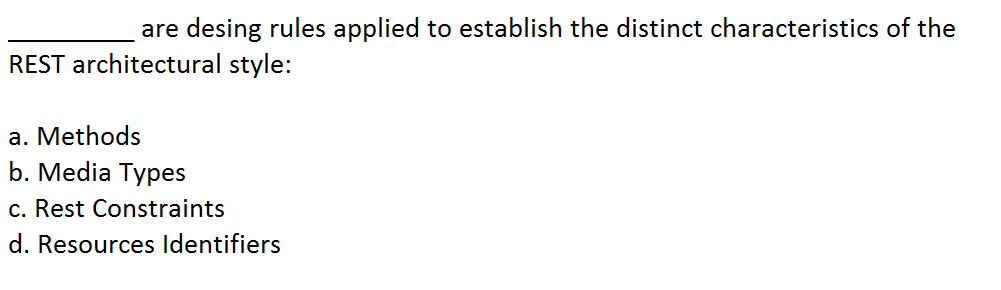 _________ are desing rules applied to establish the distinct characteristics of the
REST architectural style:
a. Methods
b. Media Types
c. Rest Constraints
d. Resources Identifiers